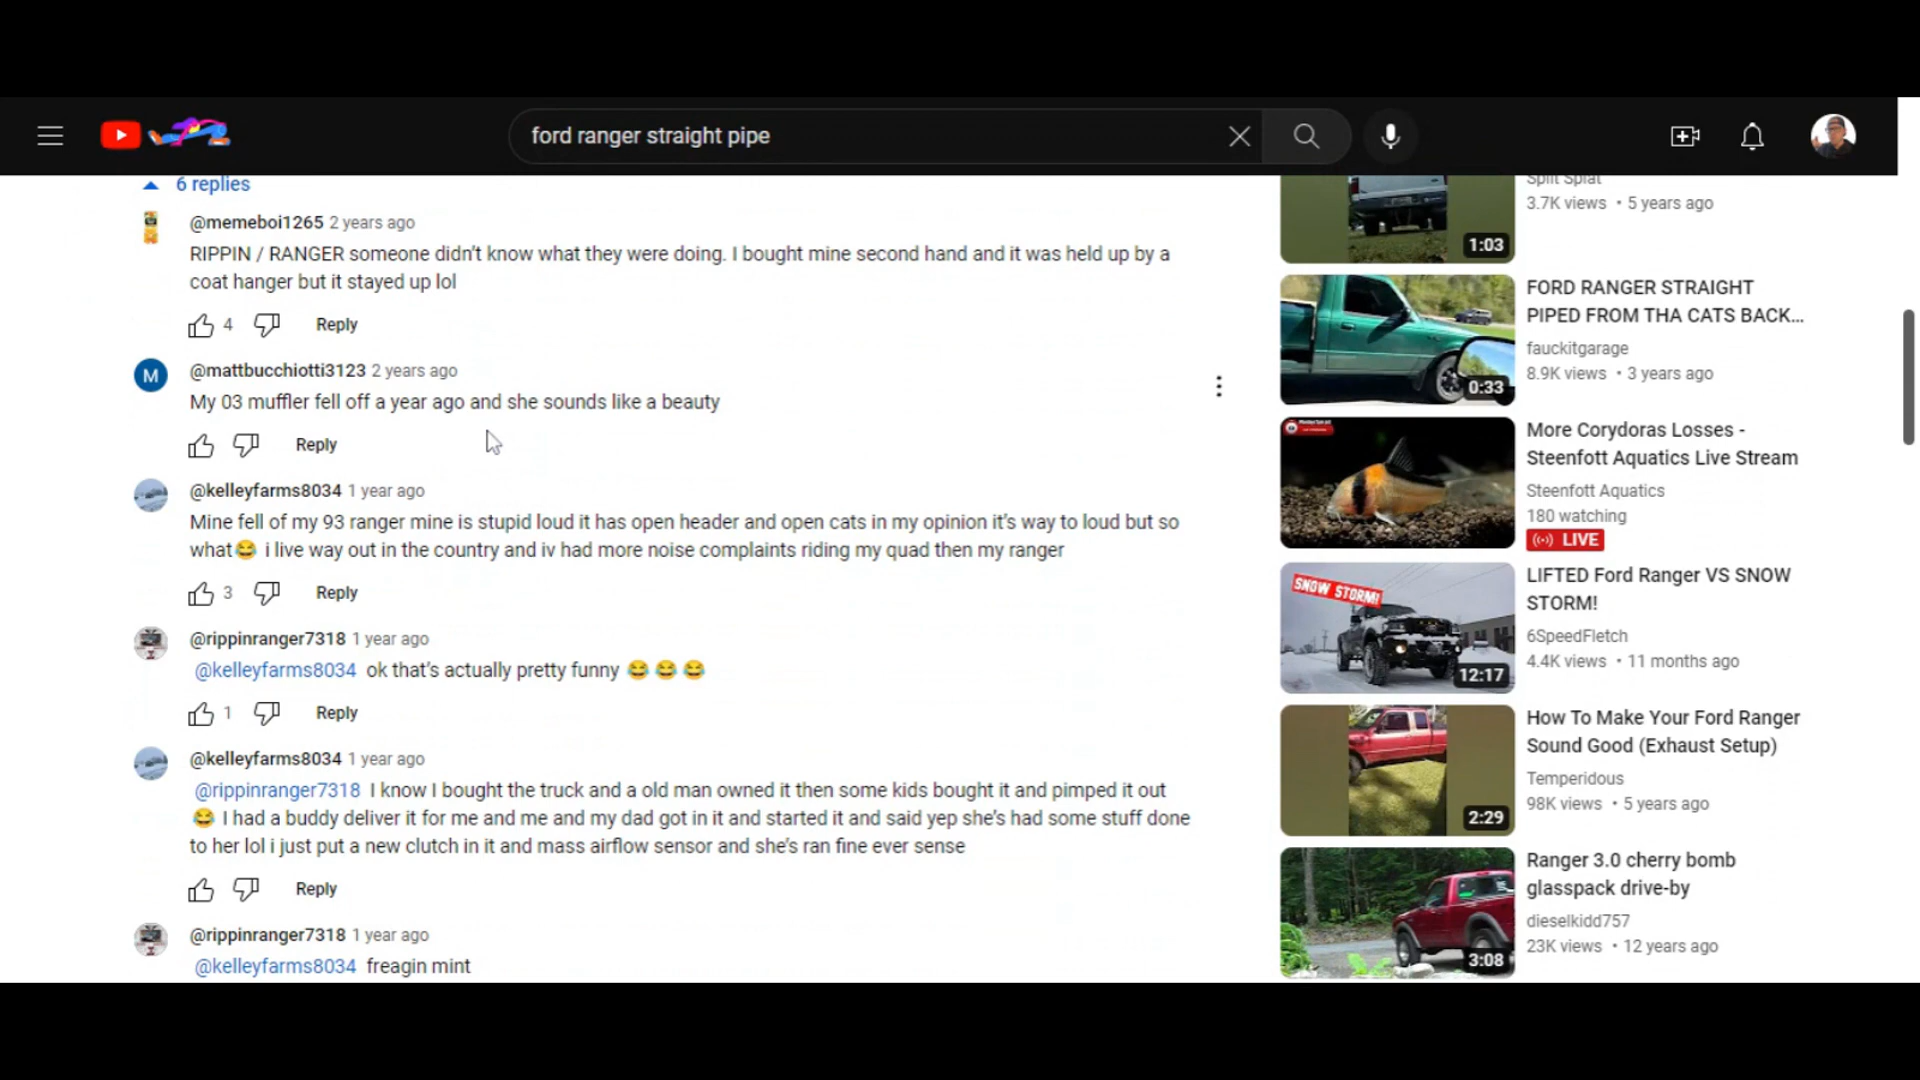 ford ranger straight pipe
6 replies
@memeboi1265 2 years ago
RIPPIN / RANGER someone didn't know what they were doing. I bought mine second hand and it was held up by a
coat hanger but it stayed up lol
4 Reply
M
@mattbucchiotti3123 2 years ago
My 03 muffler fell off a year ago and she sounds like a beauty
Reply
@kelleyfarms8034 1 year ago
Mine fell of my 93 ranger mine is stupid loud it has open header and open cats in my opinion it's way to loud but so
what😂 i live way out in the country and iv had more noise complaints riding my quad then my ranger
3 Reply
@rippinranger7318 1 year ago
@kelleyfarms8034 ok that's actually pretty funny 😂 😂 😂
1 Reply
@kelleyfarms8034 1 year ago
@rippinranger7318 I know I bought the truck and a old man owned it then some kids bought it and pimped it out
😂 I had a buddy deliver it for me and me and my dad got in it and started it and said yep she's had some stuff done
to her lol i just put a new clutch in it and mass airflow sensor and she's ran fine ever sense
Reply
@rippinranger7318 1 year ago
@kelleyfarms8034 freagin mint
Split Splat
3.7K views • 5 years ago
1:03
FORD RANGER STRAIGHT
PIPED FROM THA CATS BACK...
fauckitgarage
8.9K views • 3 years ago
0:33
More Corydoras Losses -
Steenfott Aquatics Live Stream
Steenfott Aquatics
180 watching
LIVE
SNOW STORM!
LIFTED Ford Ranger VS SNOW
STORM!
6SpeedFletch
4.4K views • 11 months ago
12:17
How To Make Your Ford Ranger
Sound Good (Exhaust Setup)
Temperidous
98K views • 5 years ago
2:29
Ranger 3.0 cherry bomb
glasspack drive-by
dieselkidd757
23K views • 12 years ago
3:08